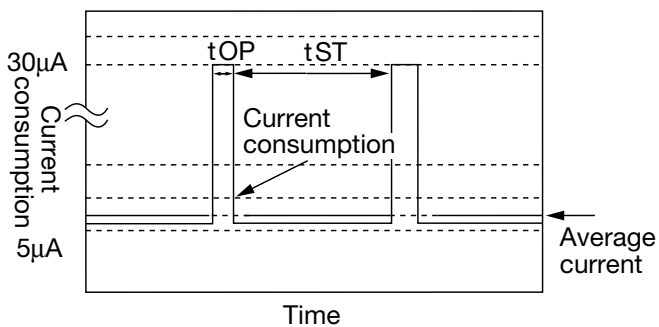 tOP
tST
30μA
Current
consumption
Current
consumption
5μA
Average
current
Time